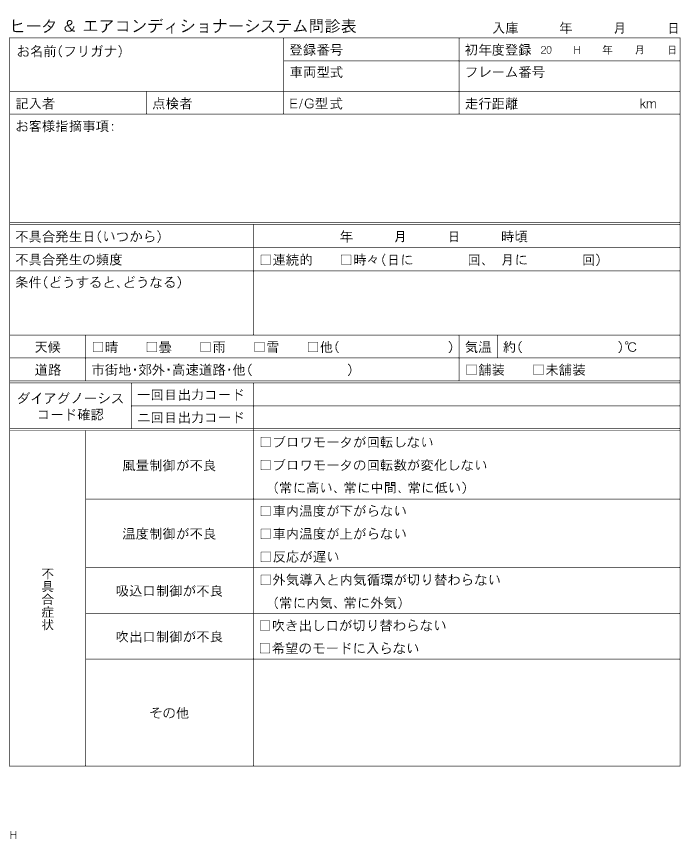 ヒータ & エアコンディショナーシステム問診表 入庫 年 月 日
お名前(フリガナ) 登録番号 初年度登録 20 H 年 月 日
車両型式 フレーム番号
記入者 点検者 E/G型式 走行距離 km
お客様指摘事項:
不具合発生日(いつから) 年 月 日 時頃
不具合発生の頻度 □連続的 □時々(日に 回、 月に 回)
条件(どうすると、どうなる)
天候 □晴 □曇 □雨 □雪 □他( ) 気温 約( )℃
道路 市街地・郊外・高速道路・他( ) □舗装 □未舗装
ダイアグノーシス 一回目出力コード
コード確認 二回目出力コード
不具合症状
風量制御が不良
□ブロワモータが回転しない
□ブロワモータの回転数が変化しない
(常に高い、常に中間、常に低い)
温度制御が不良
□車内温度が下がらない
□車内温度が上がらない
□反応が遅い
吸込口制御が不良
□外気導入と内気循環が切り替わらない
(常に内気、常に外気)
吹出口制御が不良
□吹き出し口が切り替わらない
□希望のモードに入らない
その他
H